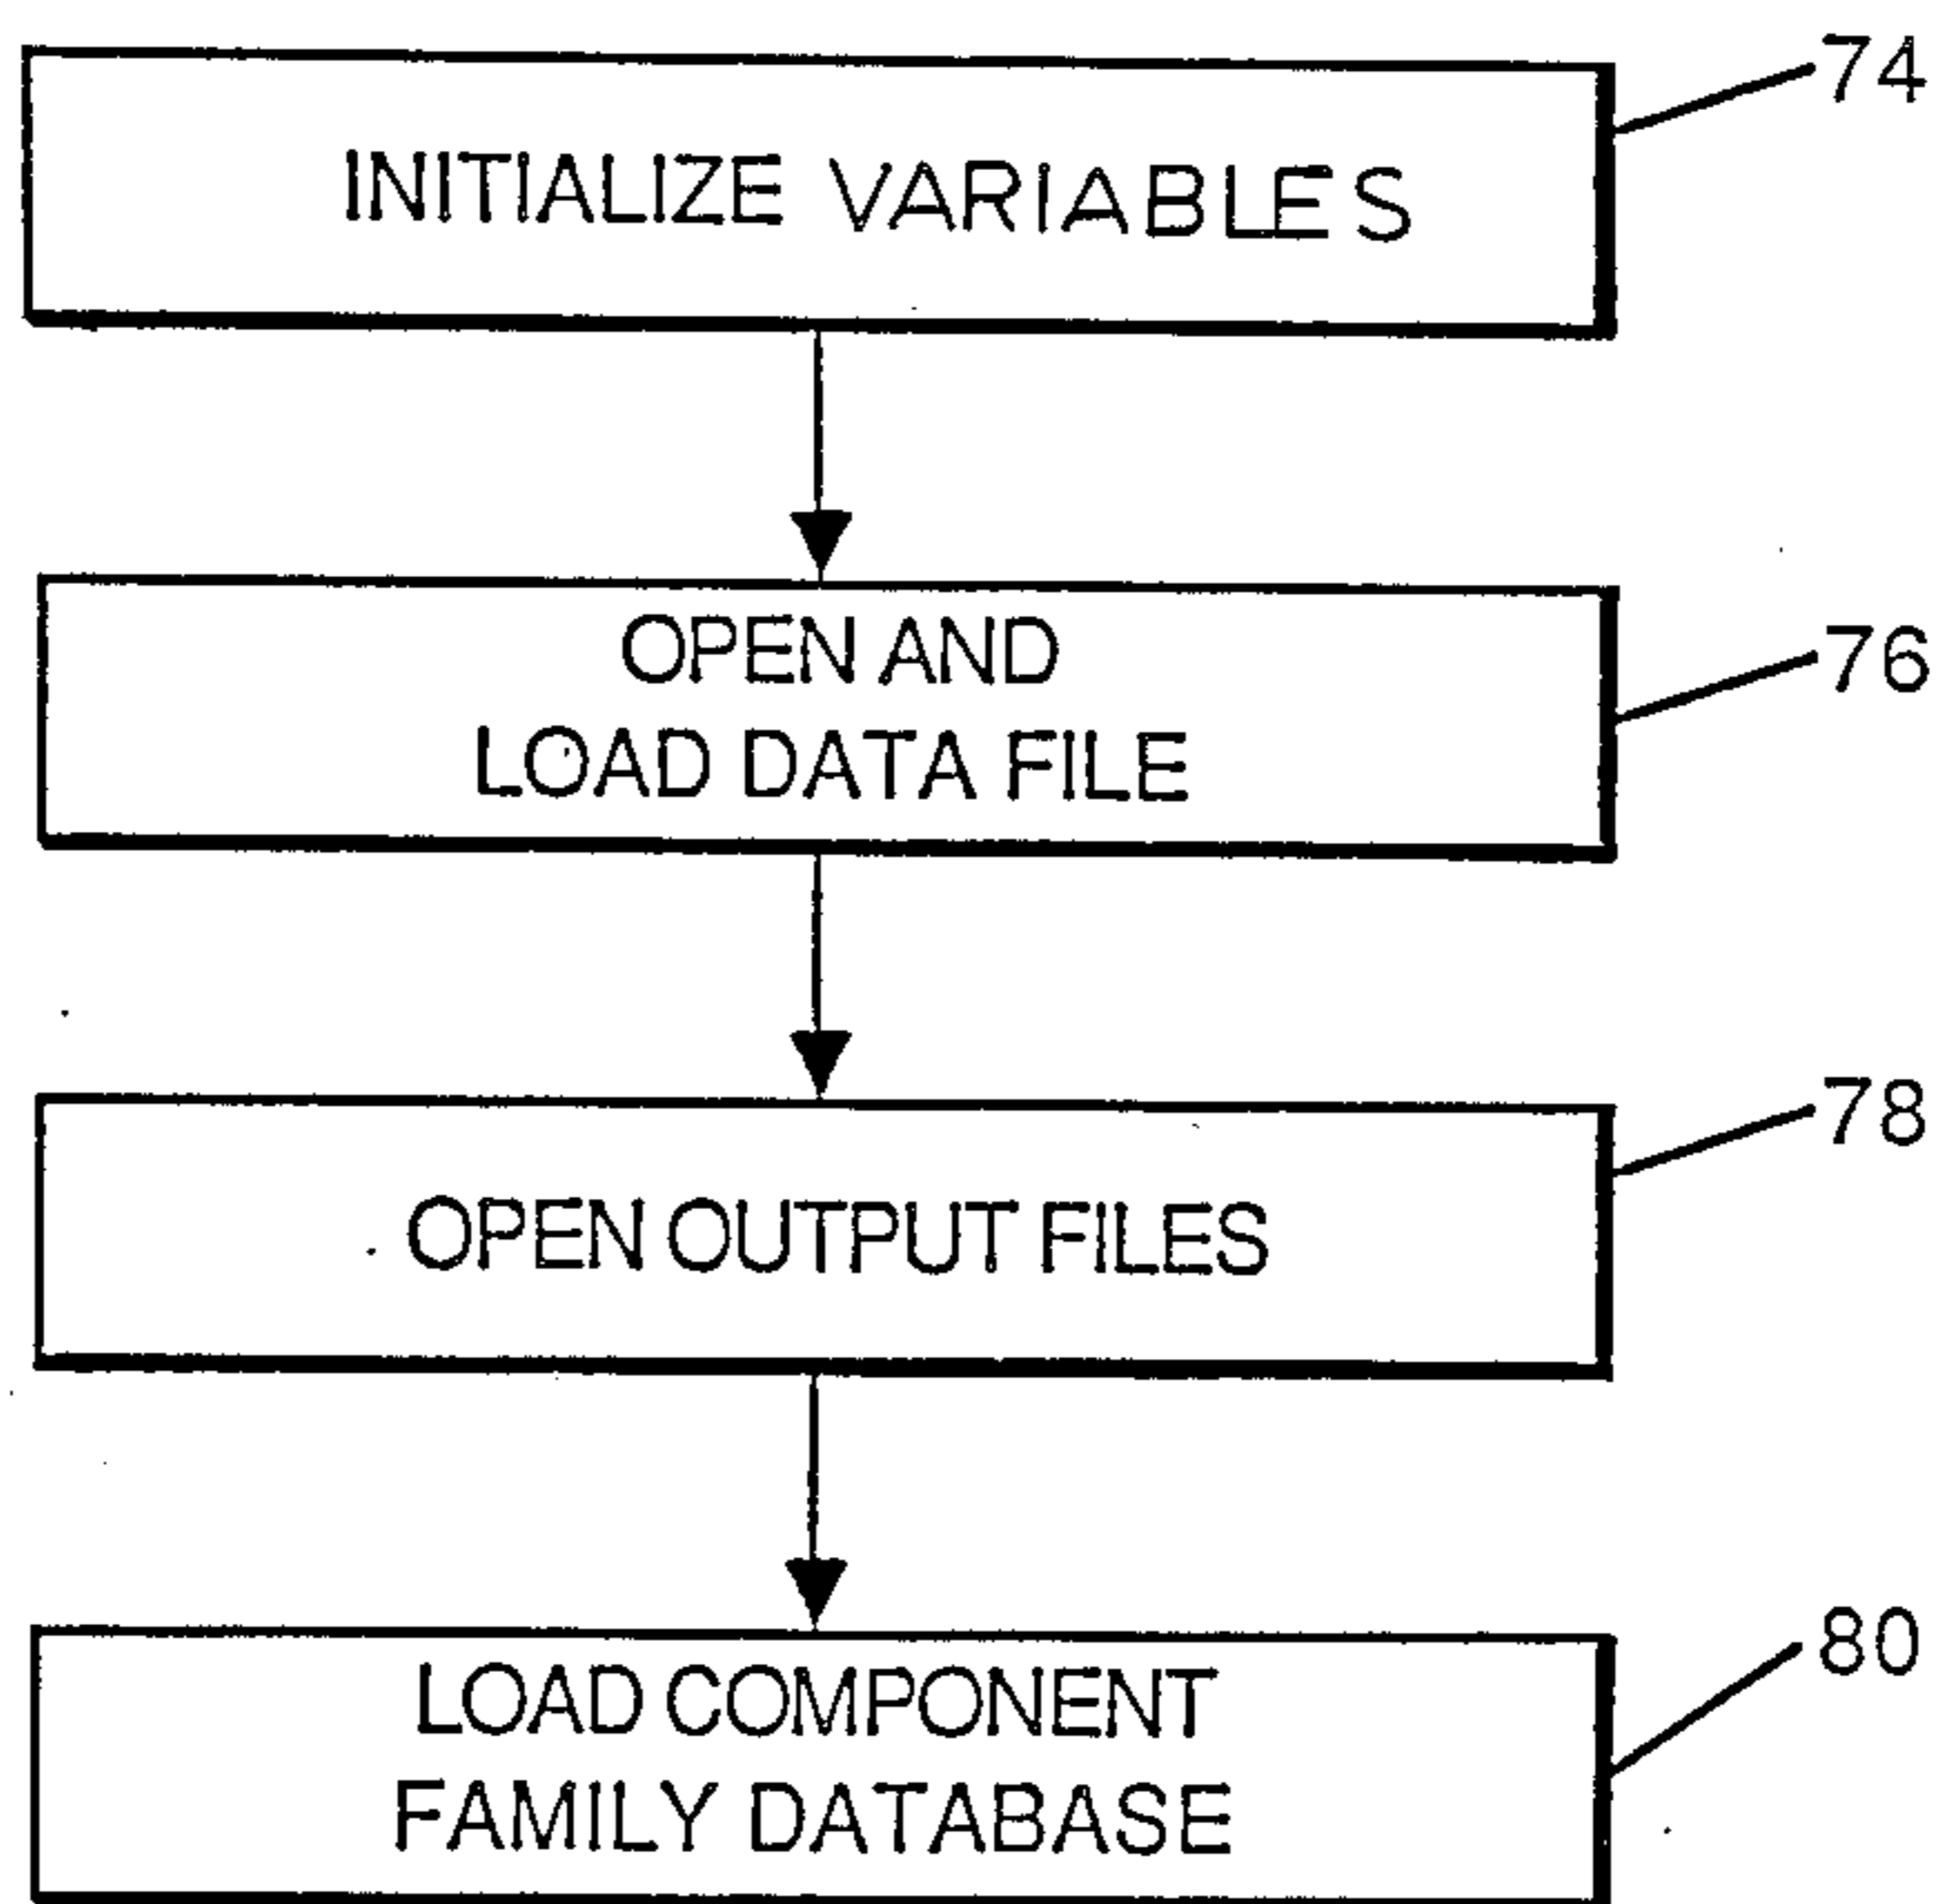 74
INITIALIZE VARIABLES
76
OPEN AND
LOAD DATA FILE
78
OPEN OUTPUT FILES
80
LOAD COMPONENT
FAMILY DATABASE